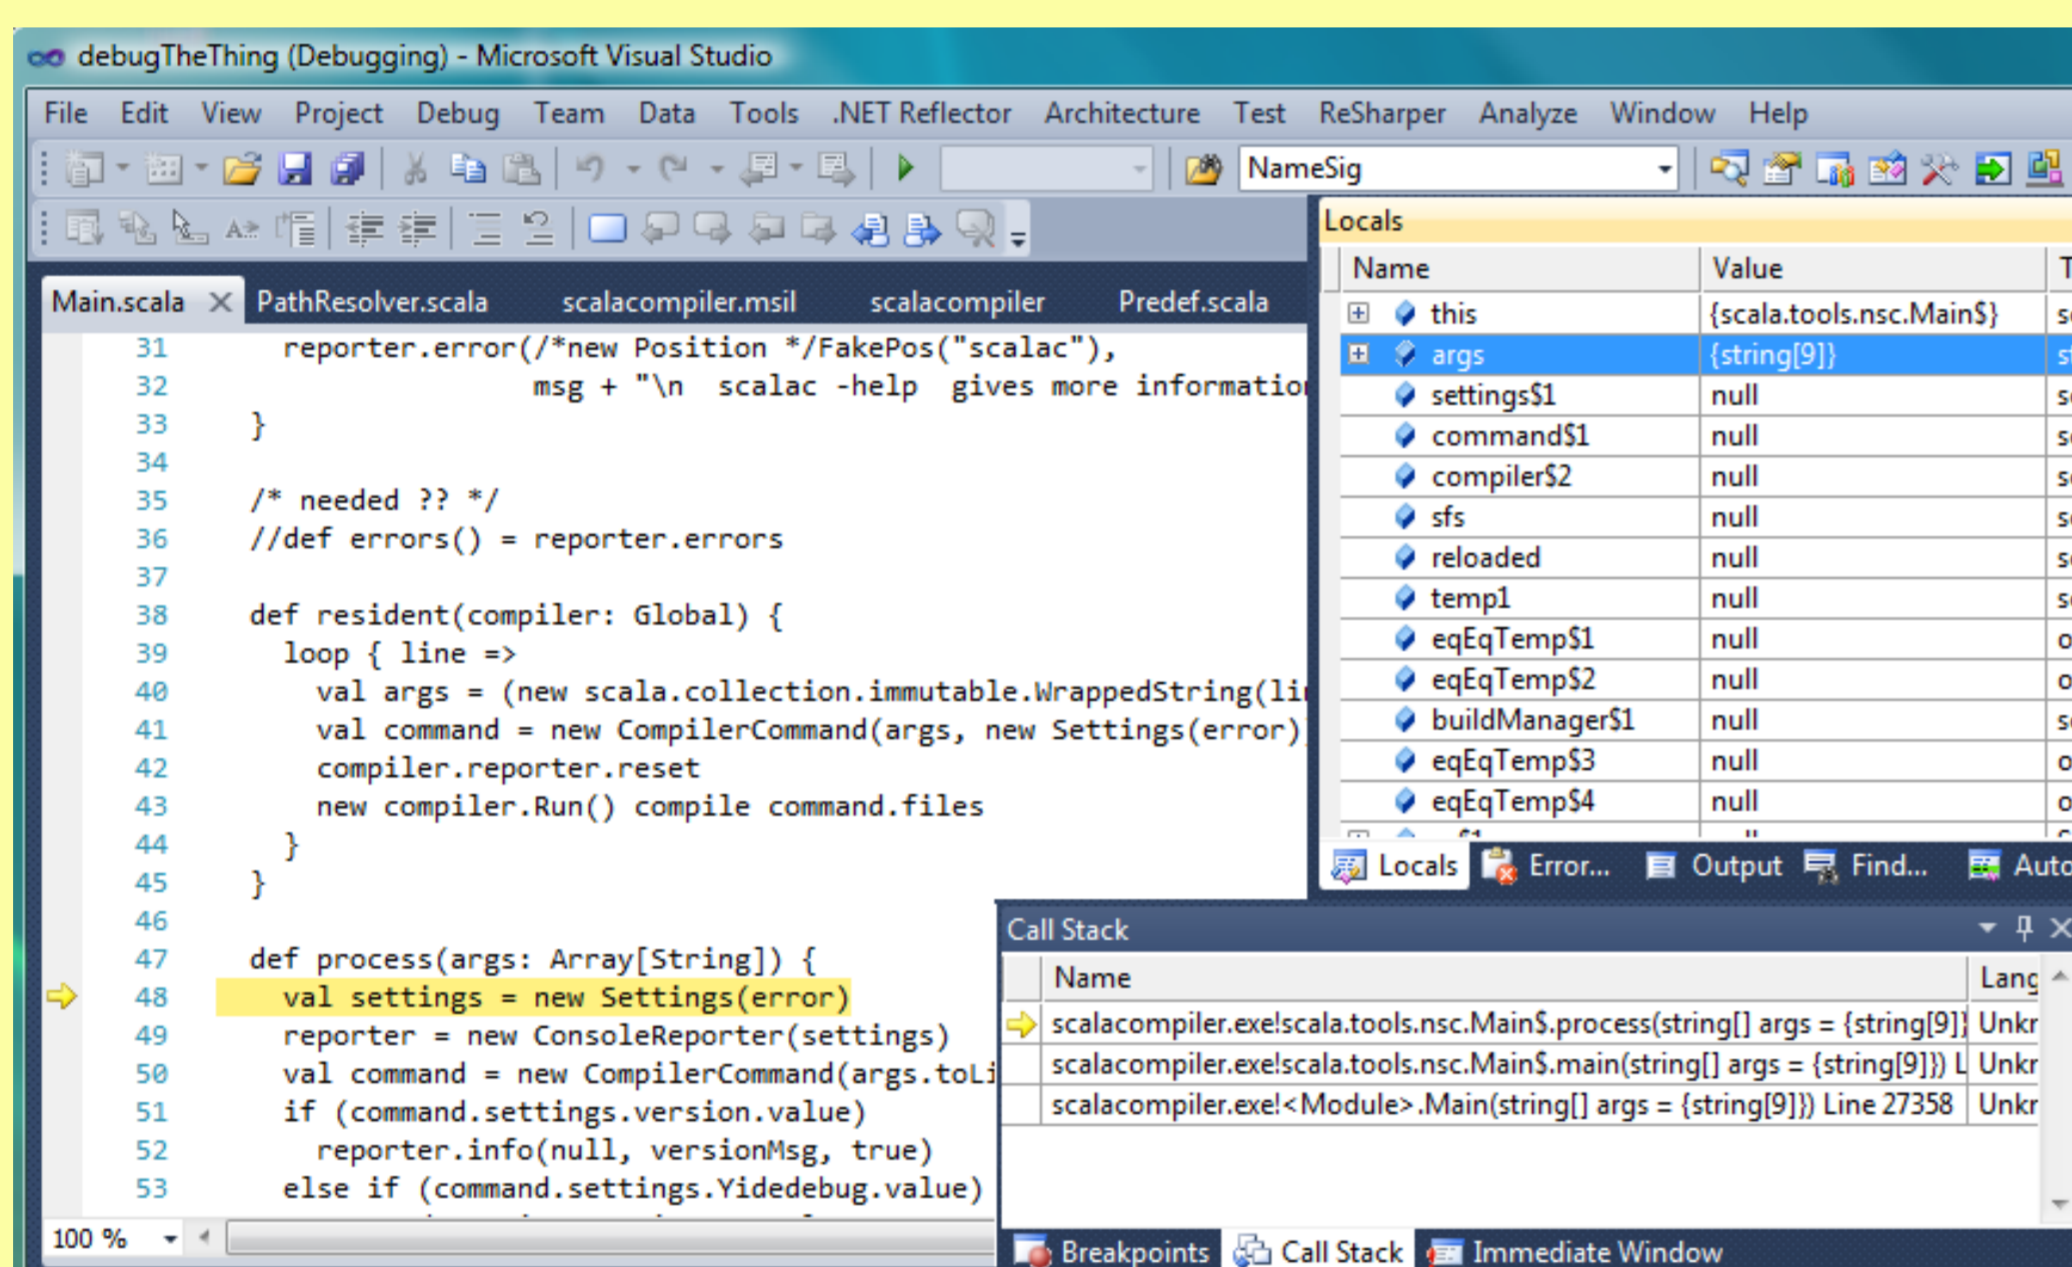 debugTheThing (Debugging) - Microsoft Visual Studio
File Edit View Project Debug Team Data Tools .NET Reflector Architecture Test ReSharper Analyze Window Help
NameSig
Main.scala PathResolver.scala scalacompiler.msil scalacompiler Predef.scala
31 reporter.error(/*new Position */FakePos("scalac"),
32 msg + "\n scalac -help gives more informatio
33 }
34
35 /* needed ?? */
36 //def errors() = reporter.errors
37
38 def resident(compiler: Global) {
39 loop { line =>
40 val args = (new scala.collection.immutable.WrappedString(li
41 val command = new CompilerCommand(args, new Settings(error)
42 compiler.reporter.reset
43 new compiler.Run() compile command.files
44 }
45 }
46
47 def process(args: Array[String]) {
48 val settings = new Settings(error)
49 reporter = new ConsoleReporter(settings)
50 val command = new CompilerCommand(args.toLi
51 if (command.settings.version.value)
52 reporter.info(null, versionMsg, true)
53 else if (command.settings.Yidedebug.value)
100 %
Locals
Name Value T
this {scala.tools.nsc.Main$} s
args {string[9]} st
settings$1 null s
command$1 null s
compiler$2 null s
sfs null s
reloaded null s
temp1 null s
eqEqTemp$1 null o
eqEqTemp$2 null o
buildManager$1 null s
eqEqTemp$3 null o
eqEqTemp$4 null o
Locals Error... Output Find... Auto
Call Stack
Name Lang
scalacompiler.exe!scala.tools.nsc.Main$.process(string[] args = {string[9]} Unkr
scalacompiler.exe!scala.tools.nsc.Main$.main(string[] args = {string[9]}) L Unkr
scalacompiler.exe!<Module>.Main(string[] args = {string[9]}) Line 27358 Unkr
Breakpoints Call Stack Immediate Window